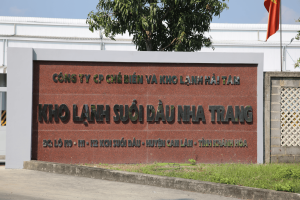 CÔNG TY CP CHẾ BIẾN VÀ KHO LẠNH HẢI TAM
KHO LẠNH SUỐI DẦU NHA TRANG
KCN SUỐI DẦU - HUYỆN CAM LÂM - TỈNH KHÁNH HÒA